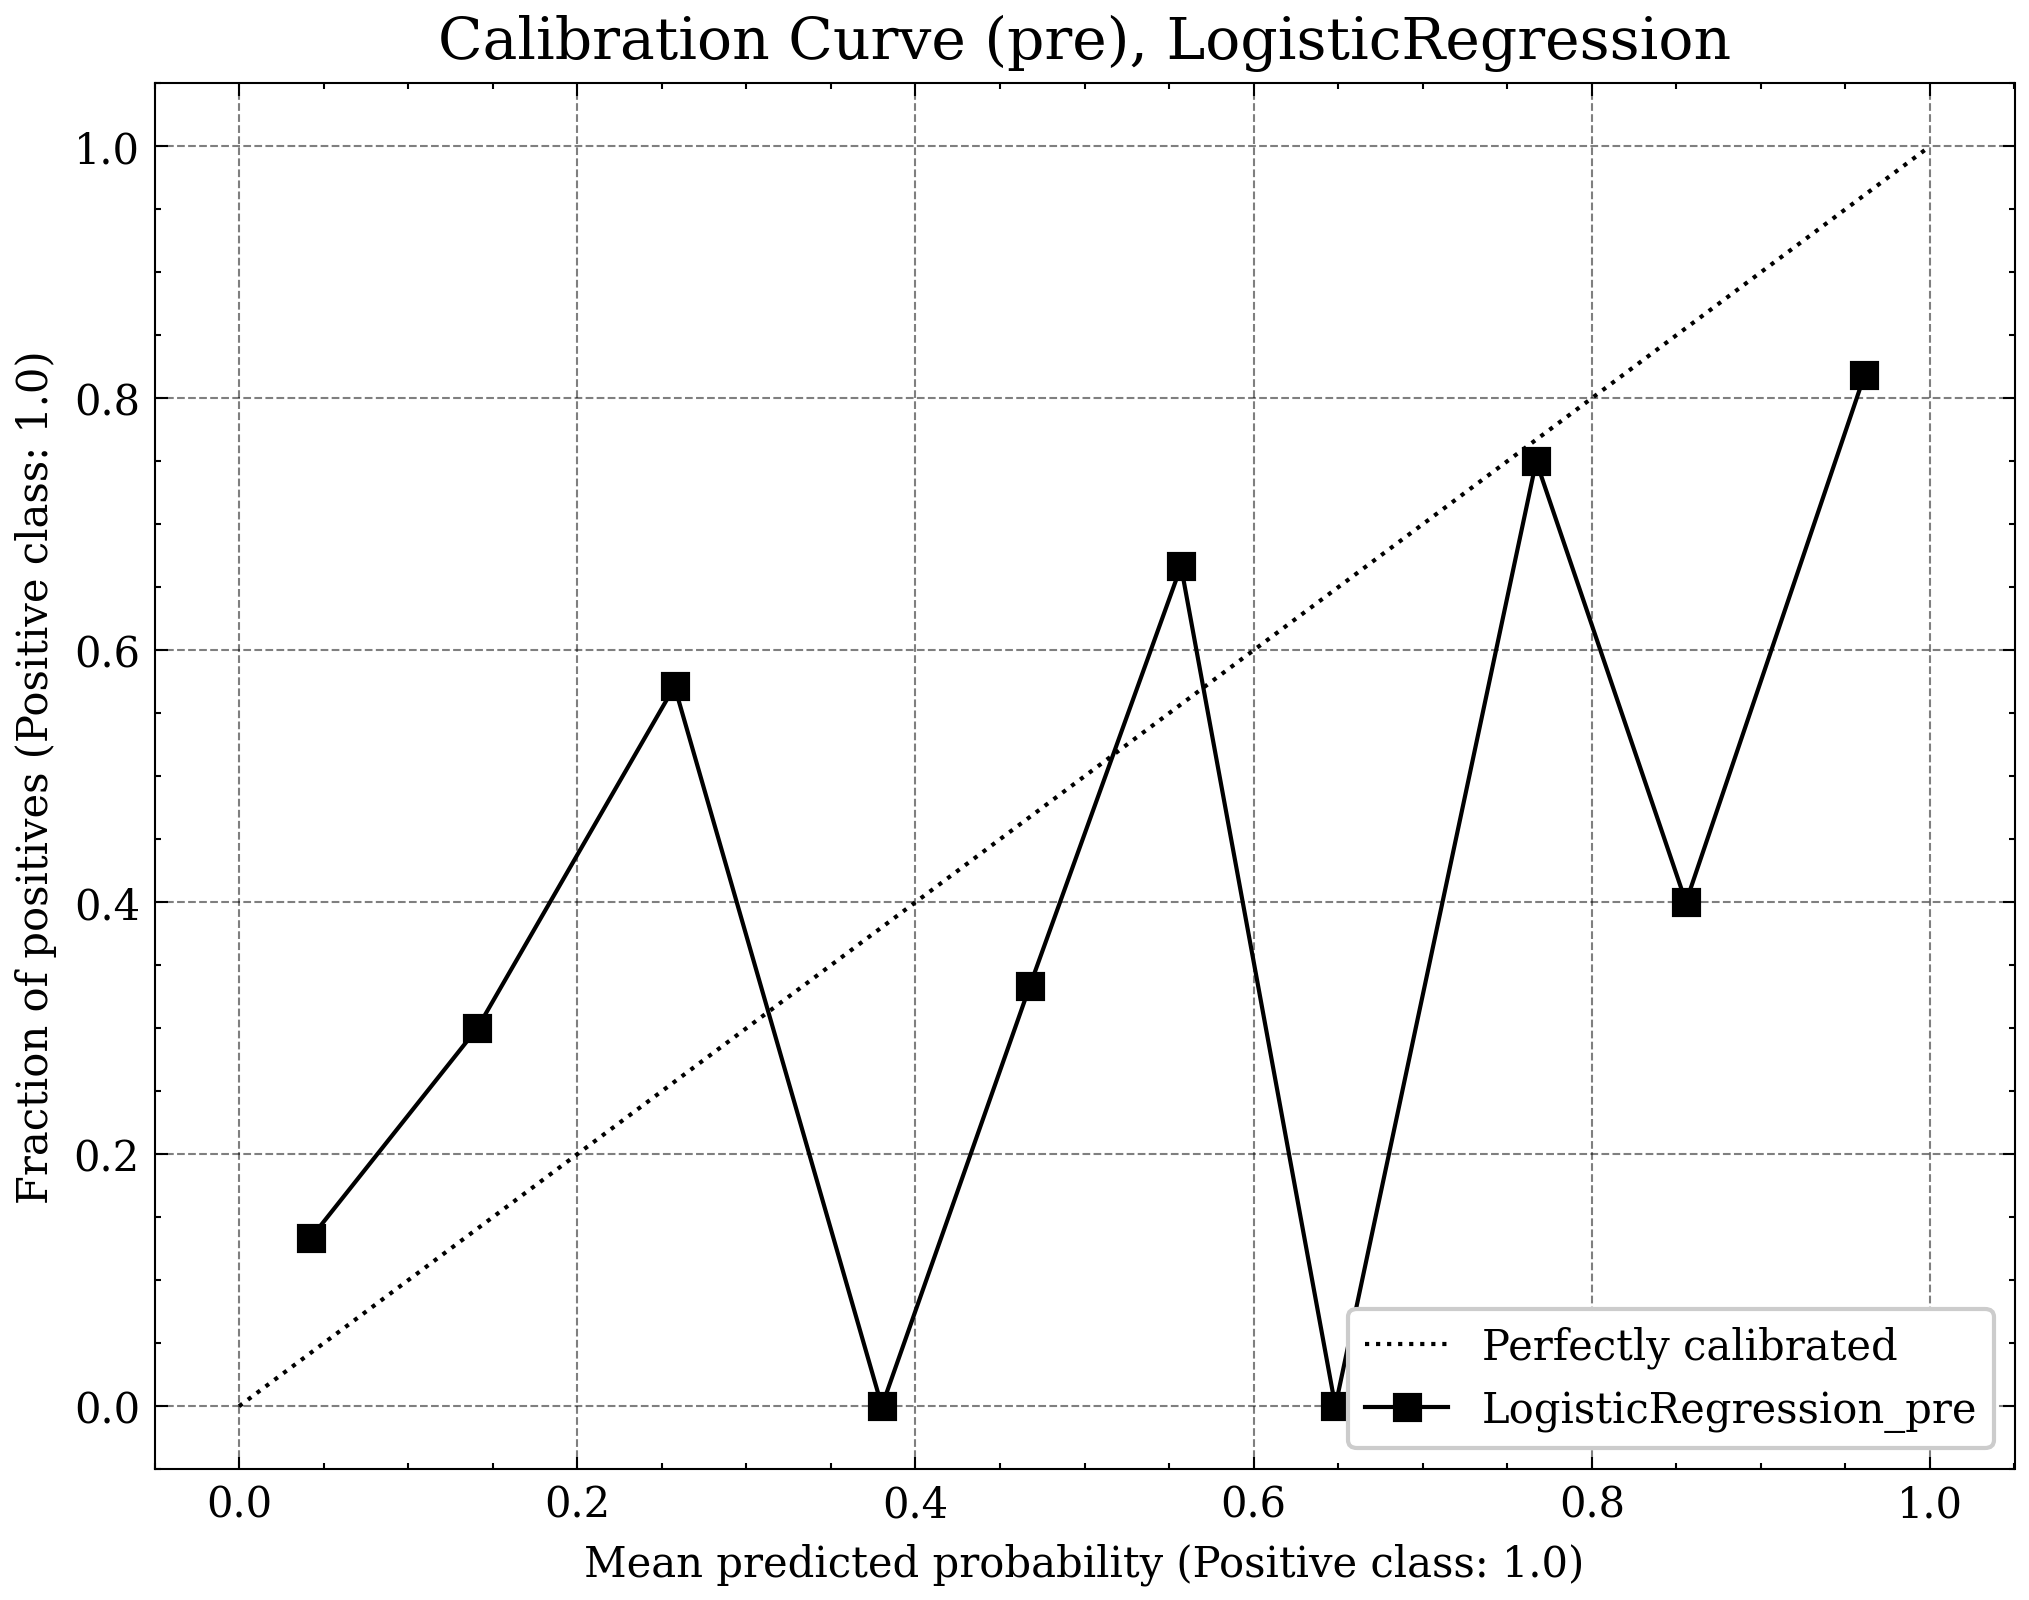 Calibration Curve (pre), LogisticRegression
Fraction of positives (Positive class: 1.0)
1.0
0.8
0.6
0.4
0.2
0.0
0.0 0.2 0.4 0.6 0.8 1.0
Mean predicted probability (Positive class: 1.0)
Perfectly calibrated
LogisticRegression_pre